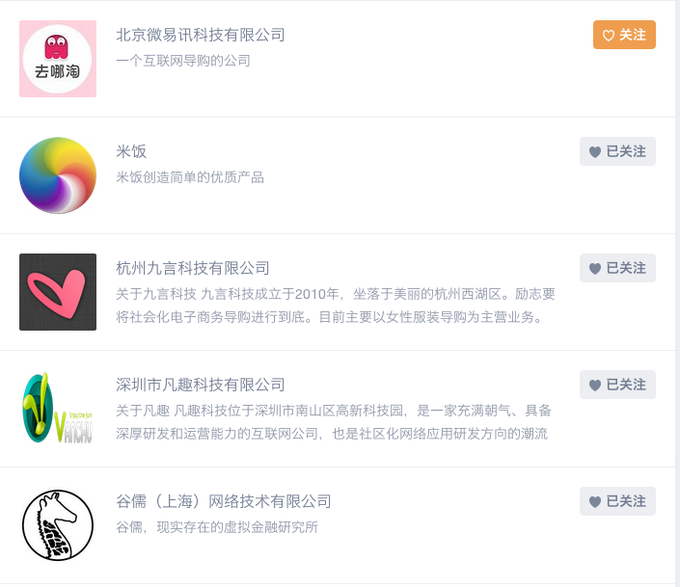 北京微易讯科技有限公司
关注
一个互联网导购的公司
去哪淘
米饭
已关注
米饭创造简单的优质产品
杭州九言科技有限公司
已关注
关于九言科技 九言科技成立于2010年，坐落于美丽的杭州西湖区。励志要
将社会化电子商务导购进行到底。目前主要以女性服装导购为主营业务。
深圳市凡趣科技有限公司
已关注
关于凡趣 凡趣科技位于深圳市南山区高新科技园，是一家充满朝气、具备
深厚研发和运营能力的互联网公司，也是社区化网络应用研发方向的潮流
VANCHU
谷儒（上海）网络技术有限公司
已关注
谷儒，现实存在的虚拟金融研究所